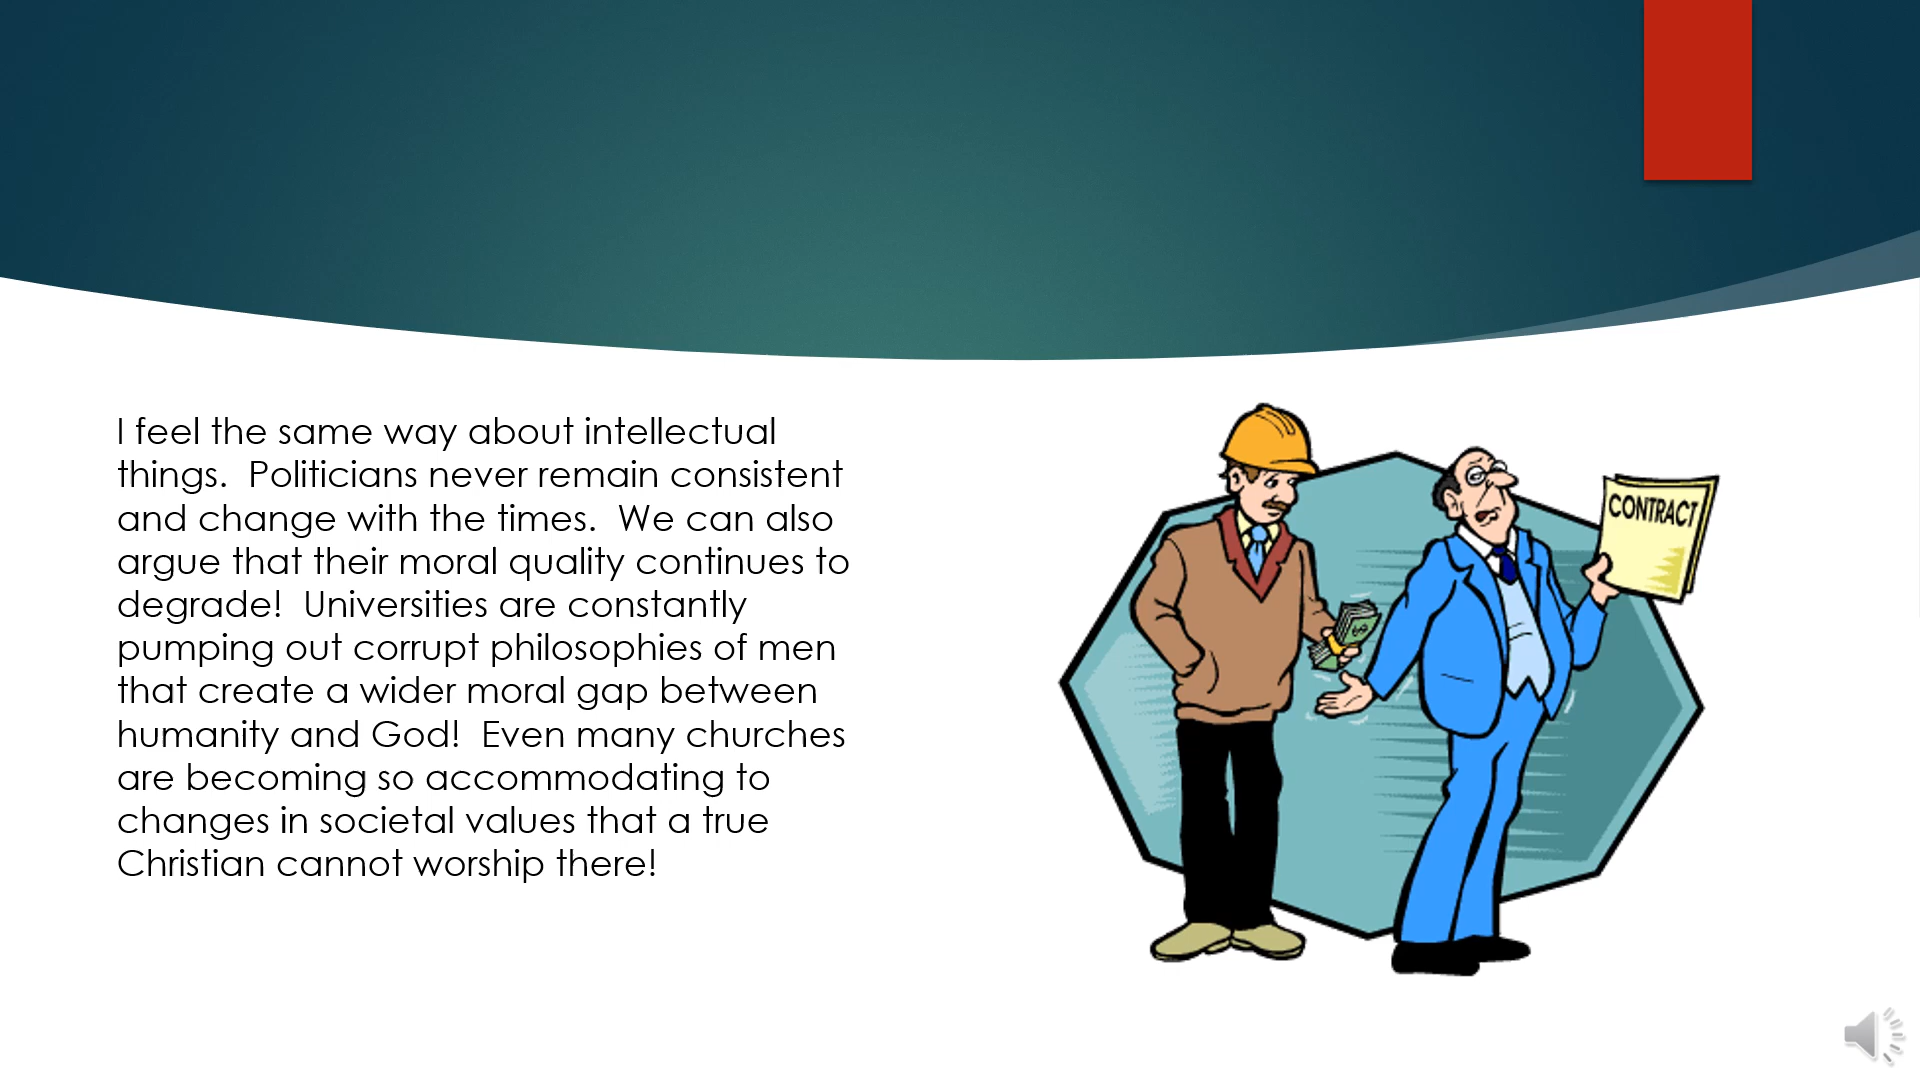 I feel the same way about intellectual
things.  Politicians never remain consistent
and change with the times.  We can also
argue that their moral quality continues to
degrade!  Universities are constantly
pumping out corrupt philosophies of men
that create a wider moral gap between
humanity and God!  Even many churches
are becoming so accommodating to
changes in societal values that a true
Christian cannot worship there!
CONTRACT